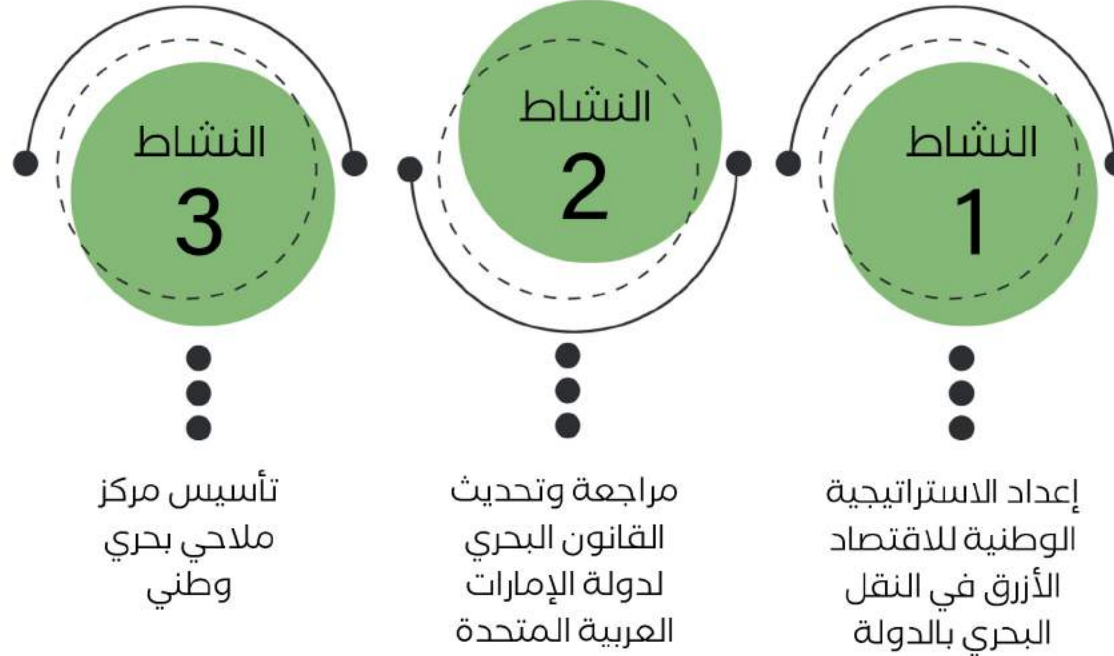 النشاط
1
إعداد الاستراتيجية
الوطنية للاقتصاد
الأزرق في النقل
البحري بالدولة
النشاط
2
مراجعة وتحديث
القانون البحري
لدولة الإمارات
العربية المتحدة
النشاط
3
تأسيس مركز
ملاحي بحري
وطني